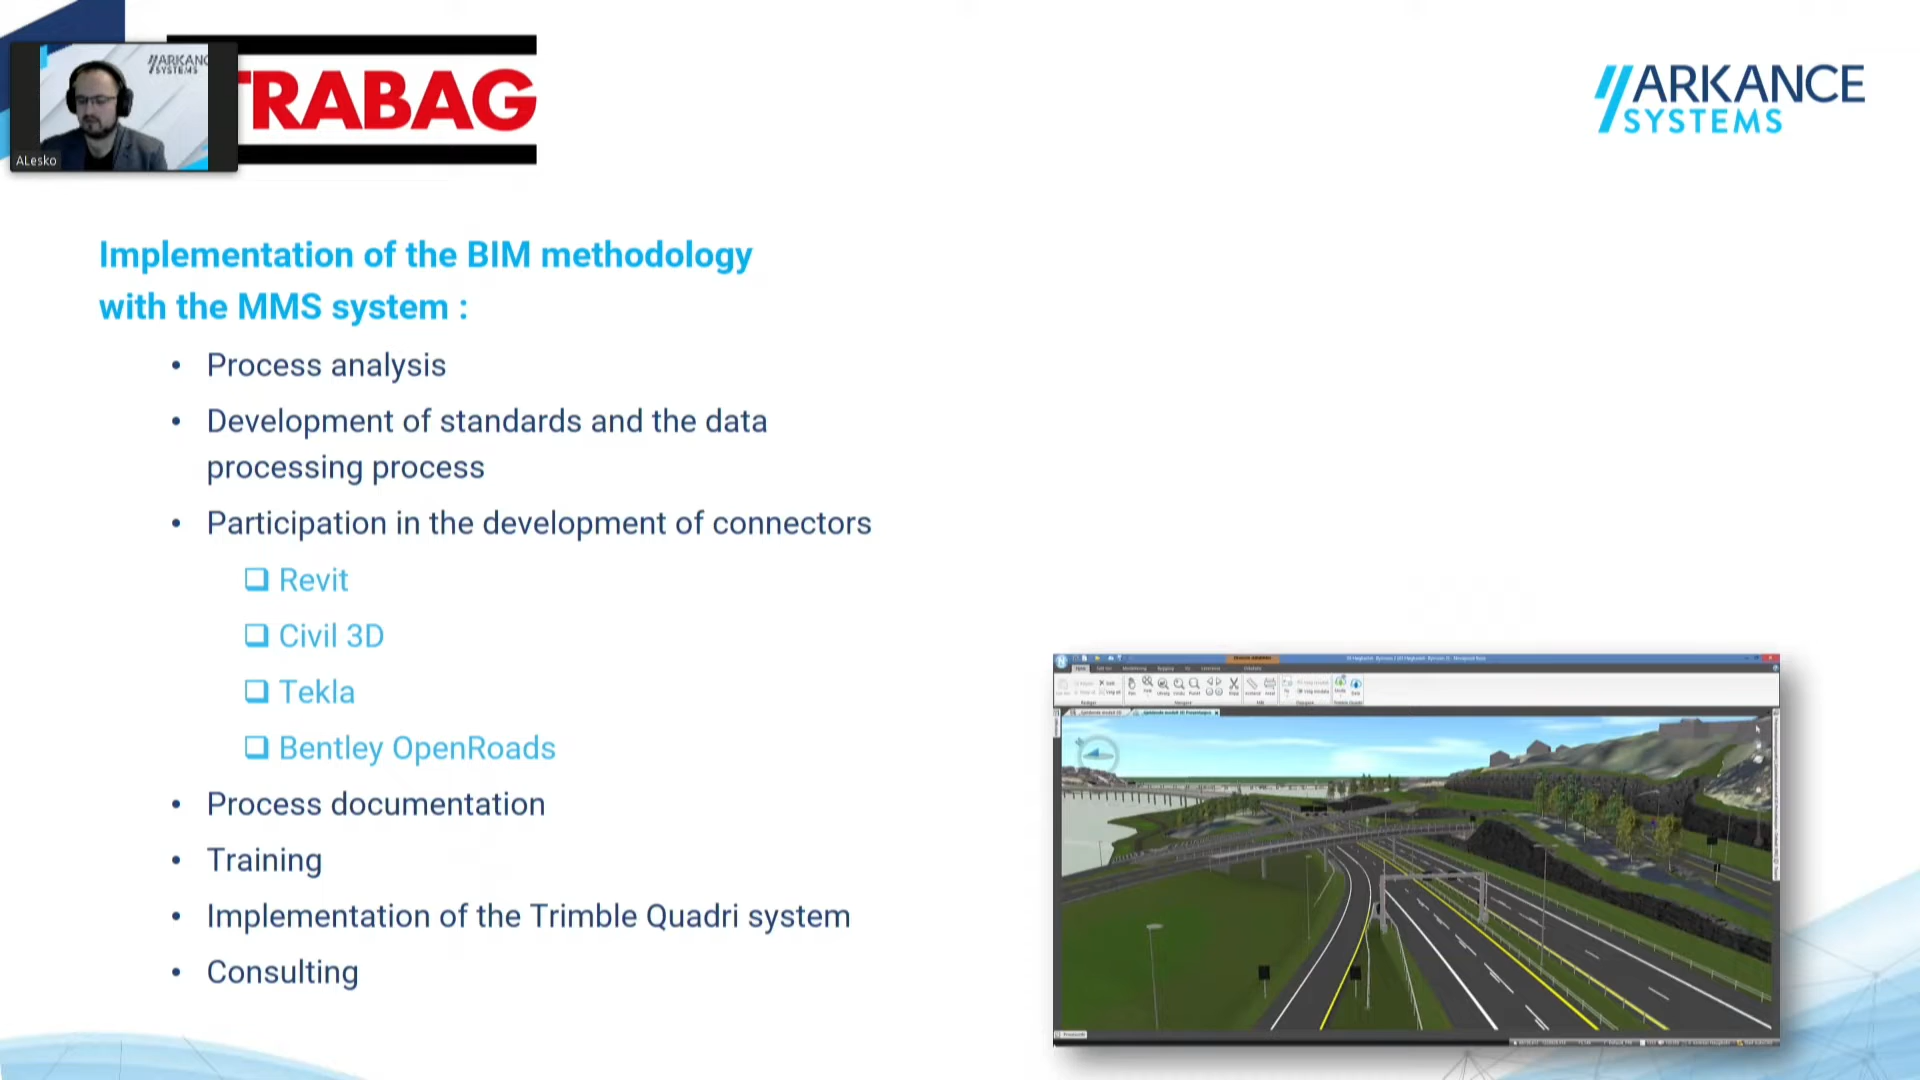 ARKANC
SYSTEMS
ALesko
TRABAG
ARKANCE
SYSTEMS
Implementation of the BIM methodology
with the MMS system :
• Process analysis
• Development of standards and the data
processing process
• Participation in the development of connectors
❑ Revit
❑ Civil 3D
❑ Tekla
❑ Bentley OpenRoads
• Process documentation
• Training
• Implementation of the Trimble Quadri system
• Consulting